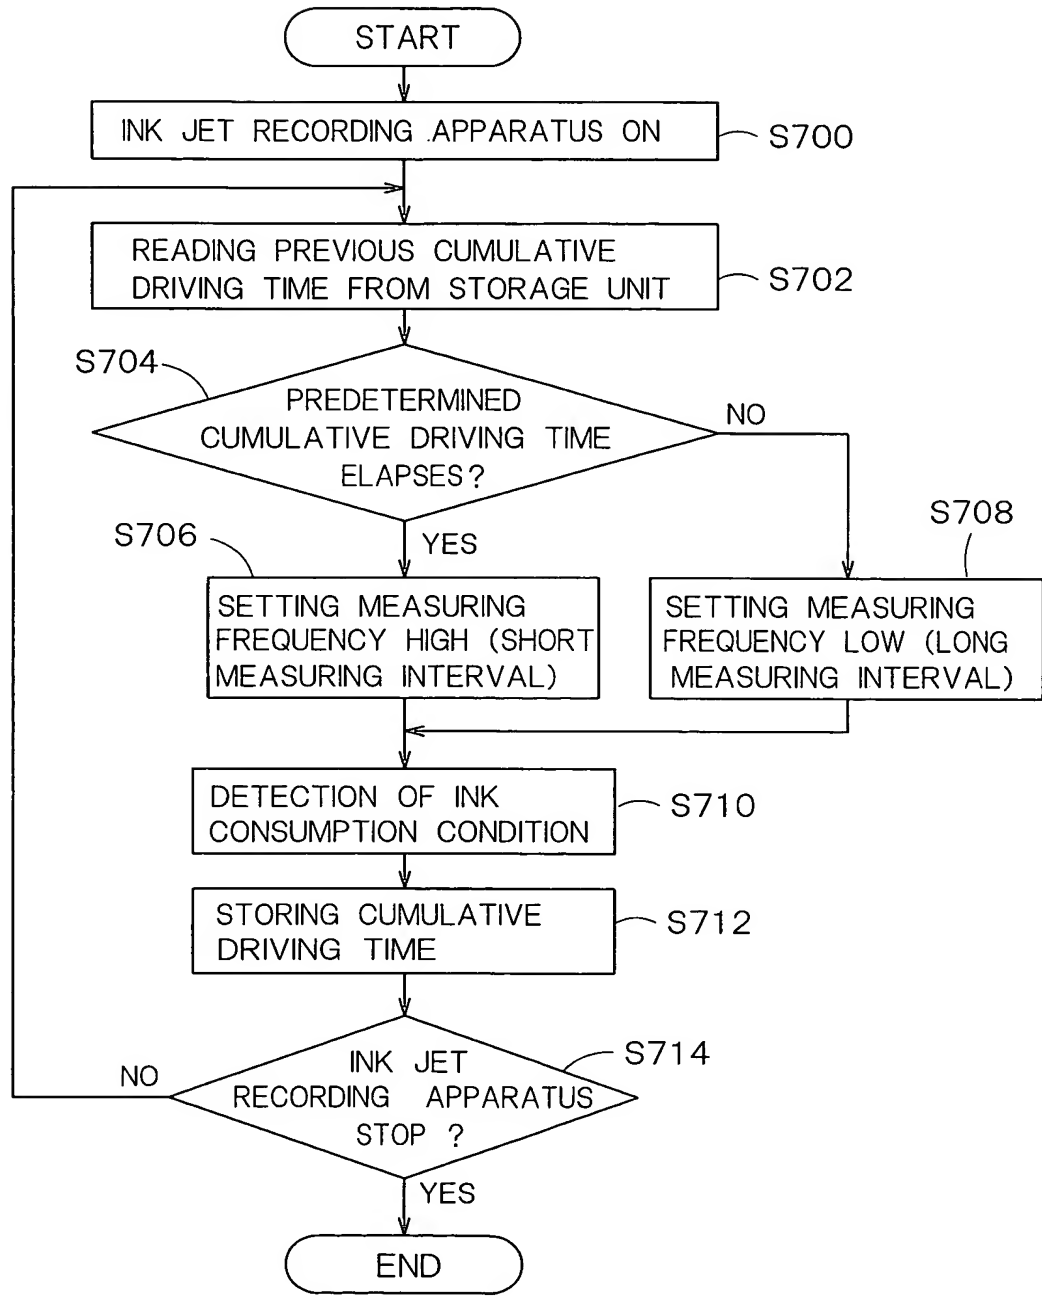 START
INK JET RECORDING APPARATUS ON
S700
READING PREVIOUS CUMULATIVE
DRIVING TIME FROM STORAGE UNIT
S702
S704
PREDETERMINED
CUMULATIVE DRIVING TIME
ELAPSES?
NO
YES
S706
SETTING MEASURING
FREQUENCY HIGH (SHORT
MEASURING INTERVAL)
S708
SETTING MEASURING
FREQUENCY LOW (LONG
MEASURING INTERVAL)
DETECTION OF INK
CONSUMPTION CONDITION
S710
STORING CUMULATIVE
DRIVING TIME
S712
INK JET
RECORDING APPARATUS
STOP ?
S714
NO
YES
END